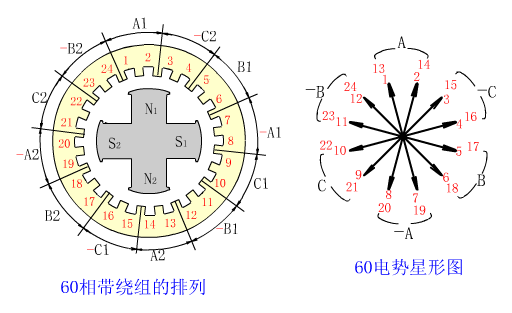 A1
−B2
−C2
24 1 2 3 4
23 5
C2
B1
22 6
21 N1 7
20 S2 S1 8
−A1
−A2
19 9
18 N2 10
C1
B2
17 11
16 15 14 13 12
−C1
−B1
A2
60相带绕组的排列
A
13 14
−B
24 1 2 15
−C
12 3
23 11 4 16
22 10 5 17
C
9 6
B
21 8 7 18
20 19
−A
60电势星形图